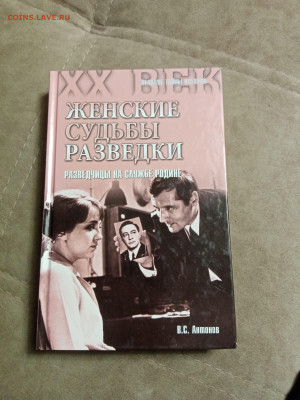 COINS.LAVE.RU
XX ВЕК
ЖЕНСКИЕ
СУДЬБЫ
РАЗВЕДКИ
РАЗВЕДЧИЦЫ НА СЛУЖБЕ РОДИНЕ
В.С. Антонов